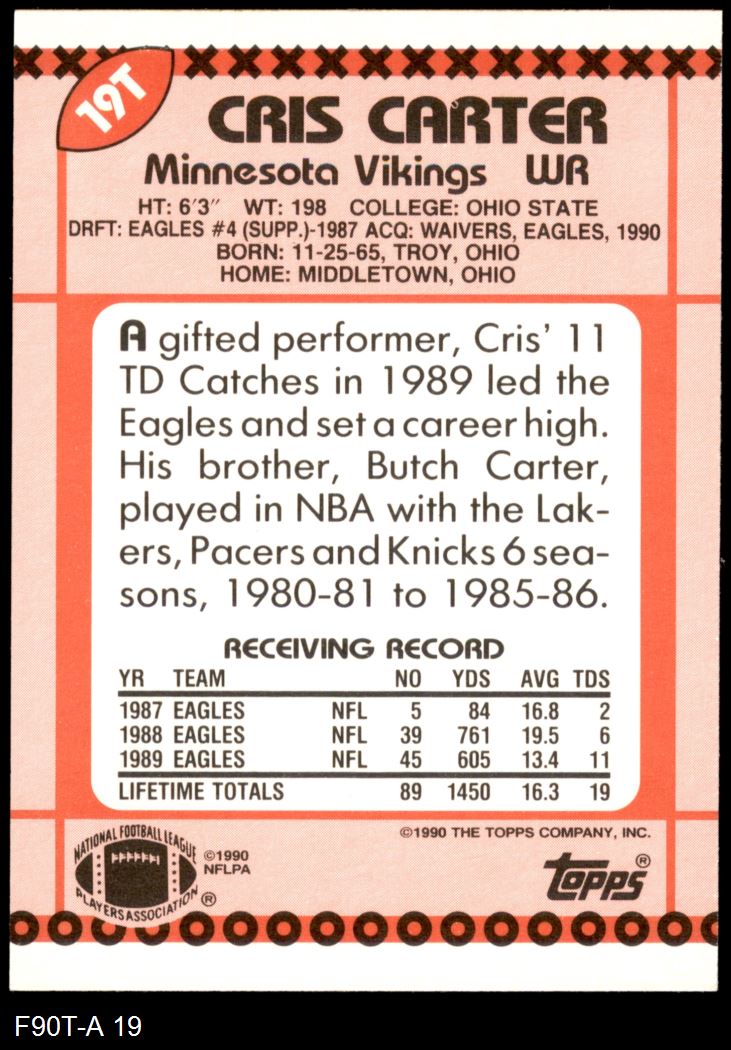 19T
CRIS CARTER
Minnesota Vikings WR
HT: 6'3" WT: 198 COLLEGE: OHIO STATE
DRFT: EAGLES #4 (SUPP.)-1987 ACQ: WAIVERS, EAGLES, 1990
BORN: 11-25-65, TROY, OHIO
HOME: MIDDLETOWN, OHIO
A gifted performer, Cris' 11
TD Catches in 1989 led the
Eagles and set a career high.
His brother, Butch Carter,
played in NBA with the Lak-
ers, Pacers and Knicks 6 sea-
sons, 1980-81 to 1985-86.
RECEIVING RECORD
YR TEAM NO YDS AVG TDS
1987 EAGLES NFL 5 84 16.8 2
1988 EAGLES NFL 39 761 19.5 6
1989 EAGLES NFL 45 605 13.4 11
LIFETIME TOTALS 89 1450 16.3 19
©1990 THE TOPPS COMPANY, INC.
NATIONAL FOOTBALL LEAGUE
PLAYERS ASSOCIATION ®
©1990
NFLPA
topps®
F90T-A 19